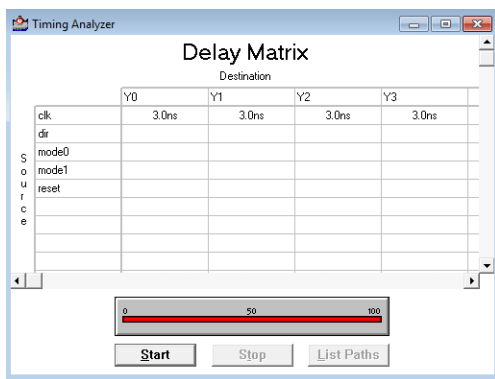 Timing Analyzer
Delay Matrix
Destination
Y0 Y1 Y2 Y3
Source
clk 3.0ns 3.0ns 3.0ns 3.0ns
dir
mode0
mode1
reset
0 50 100
Start Stop List Paths